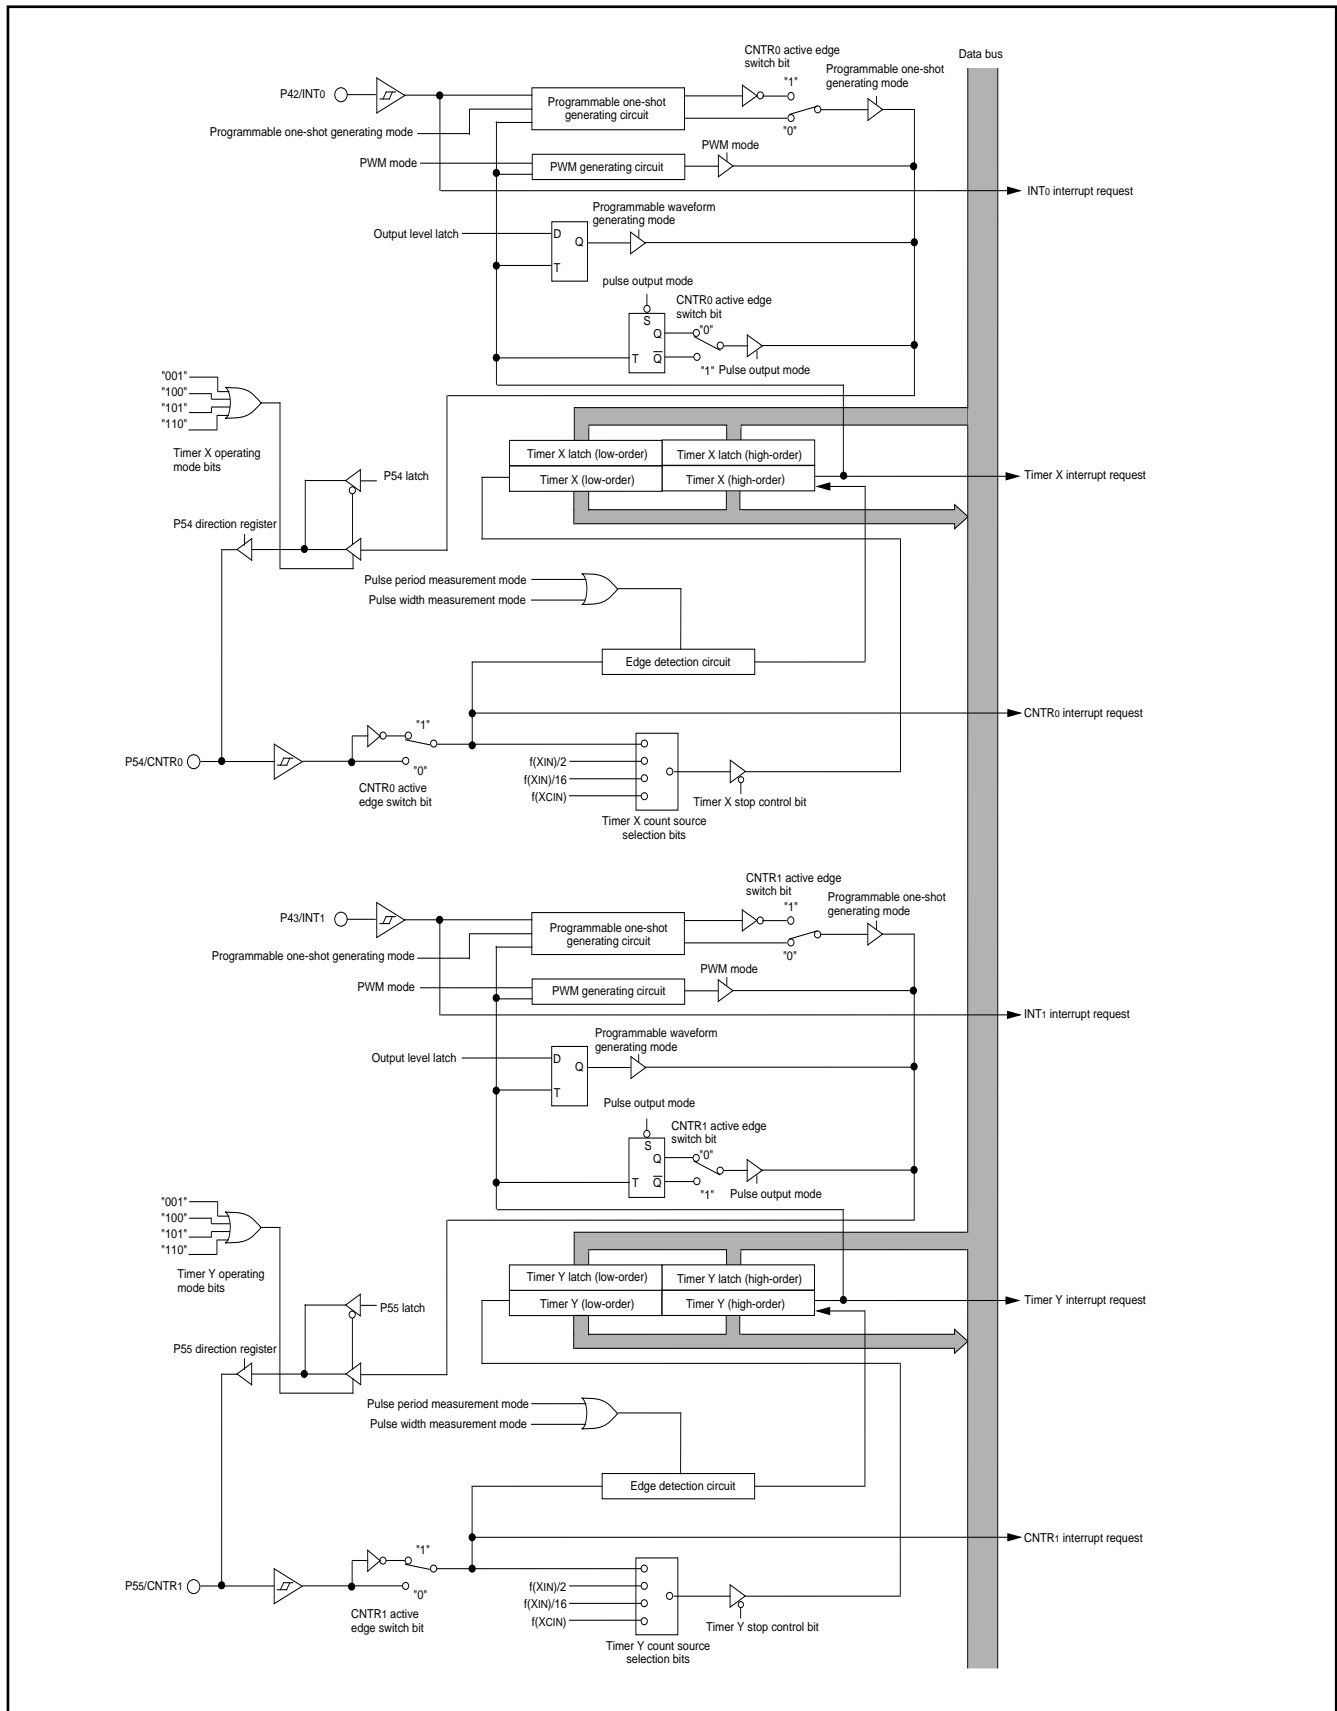 CNTR0 active edge
switch bit
Data bus
Programmable one-shot
generating mode
"1"
P42/INT0
Programmable one-shot
generating circuit
Programmable one-shot generating mode
"0"
PWM mode
PWM mode
PWM generating circuit
INT0 interrupt request
Programmable waveform
generating mode
Output level latch
D
Q
T
pulse output mode
CNTR0 active edge
switch bit
S
Q
"0"
T
Q
"1"
Pulse output mode
"001"
"100"
"101"
"110"
Timer X operating
mode bits
Timer X latch (low-order)
Timer X latch (high-order)
Timer X (low-order)
Timer X (high-order)
Timer X interrupt request
P54 latch
P54 direction register
Pulse period measurement mode
Pulse width measurement mode
Edge detection circuit
CNTR0 interrupt request
"1"
P54/CNTR0
"0"
CNTR0 active
edge switch bit
f(XIN)/2
f(XIN)/16
f(XCIN)
Timer X stop control bit
Timer X count source
selection bits
CNTR1 active edge
switch bit
Programmable one-shot
generating mode
"1"
P43/INT1
Programmable one-shot
generating circuit
Programmable one-shot generating mode
"0"
PWM mode
PWM mode
PWM generating circuit
INT1 interrupt request
Programmable waveform
generating mode
Output level latch
D
Q
T
Pulse output mode
CNTR1 active edge
switch bit
S
Q
"0"
T
Q
"1"
Pulse output mode
"001"
"100"
"101"
"110"
Timer Y operating
mode bits
Timer Y latch (low-order)
Timer Y latch (high-order)
Timer Y (low-order)
Timer Y (high-order)
Timer Y interrupt request
P55 latch
P55 direction register
Pulse period measurement mode
Pulse width measurement mode
Edge detection circuit
CNTR1 interrupt request
"1"
P55/CNTR1
"0"
CNTR1 active
edge switch bit
f(XIN)/2
f(XIN)/16
f(XCIN)
Timer Y stop control bit
Timer Y count source
selection bits